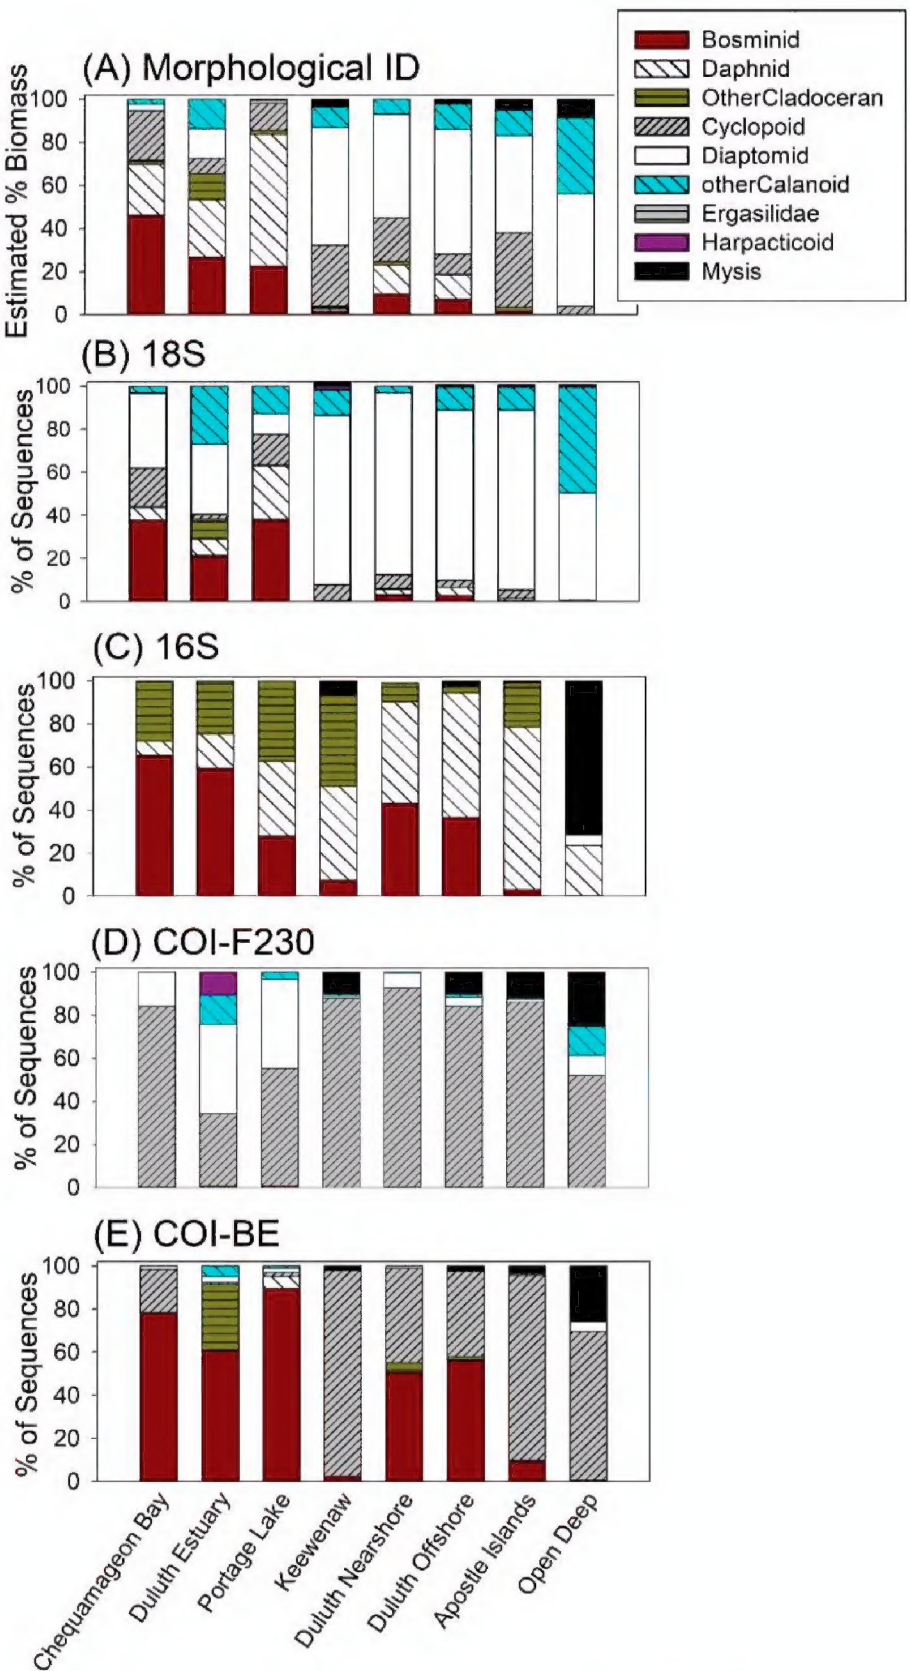 Bosminid
Daphnid
OtherCladoceran
Cyclopoid
Diaptomid
otherCalanoid
Ergasilidae
Harpacticoid
Mysis
(A) Morphological ID
Estimated % Biomass
100
80
60
40
20
0
(B) 18S
% of Sequences
100
80
60
40
20
0
(C) 16S
% of Sequences
100
80
60
40
20
0
(D) COI-F230
% of Sequences
100
80
60
40
20
0
(E) COI-BE
% of Sequences
100
80
60
40
20
0
Chequamageon Bay
Duluth Estuary
Portage Lake
Keewenaw
Duluth Nearshore
Duluth Offshore
Apostle Islands
Open Deep